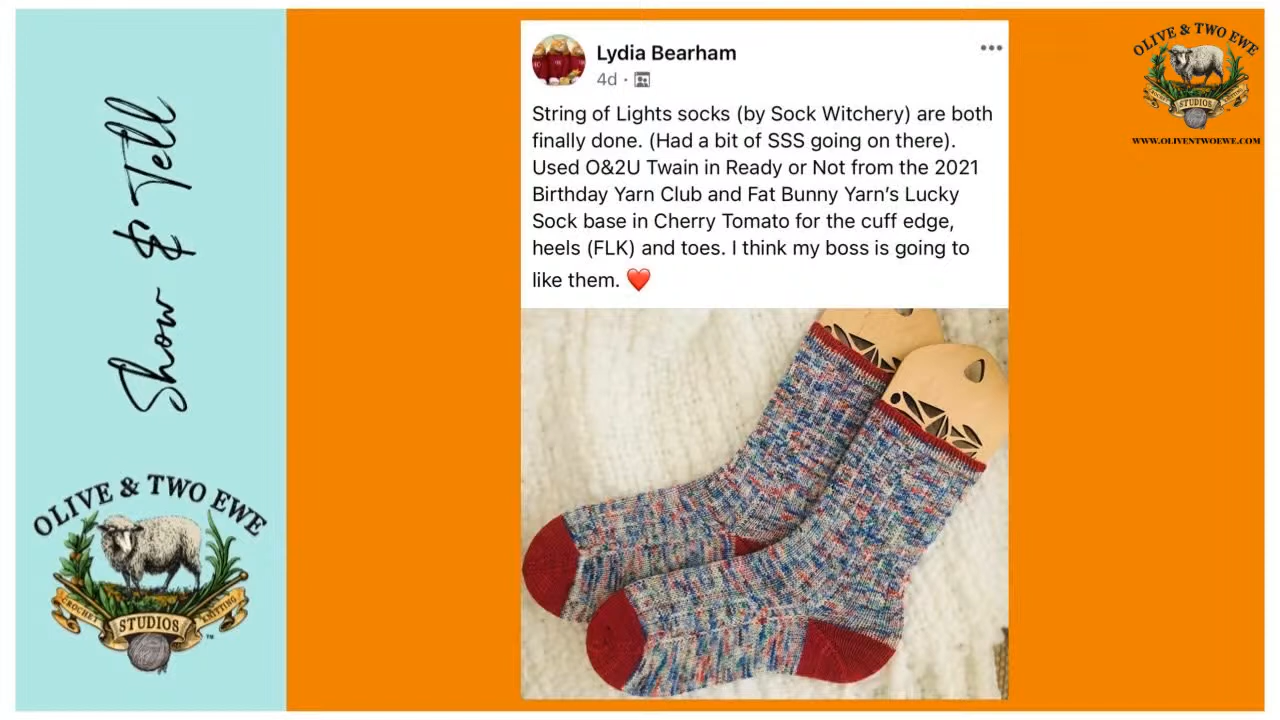 Show & Tell
OLIVE & TWO EWE
CROCHET
KNITTING
STUDIOS
™
Lydia Bearham
4d ·
String of Lights socks (by Sock Witchery) are both
finally done. (Had a bit of SSS going on there).
Used O&2U Twain in Ready or Not from the 2021
Birthday Yarn Club and Fat Bunny Yarn’s Lucky
Sock base in Cherry Tomato for the cuff edge,
heels (FLK) and toes. I think my boss is going to
like them. ❤️
OLIVE & TWO EWE
STUDIOS
WWW.OLIVENTWOEWE.COM